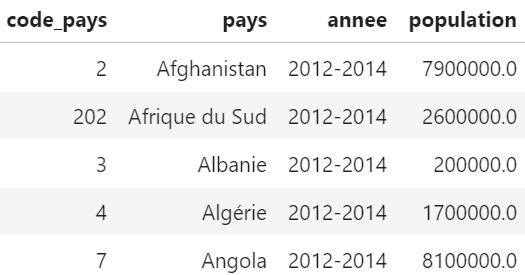 code_pays pays annee population
2 Afghanistan 2012-2014 7900000.0
202 Afrique du Sud 2012-2014 2600000.0
3 Albanie 2012-2014 200000.0
4 Algérie 2012-2014 1700000.0
7 Angola 2012-2014 8100000.0